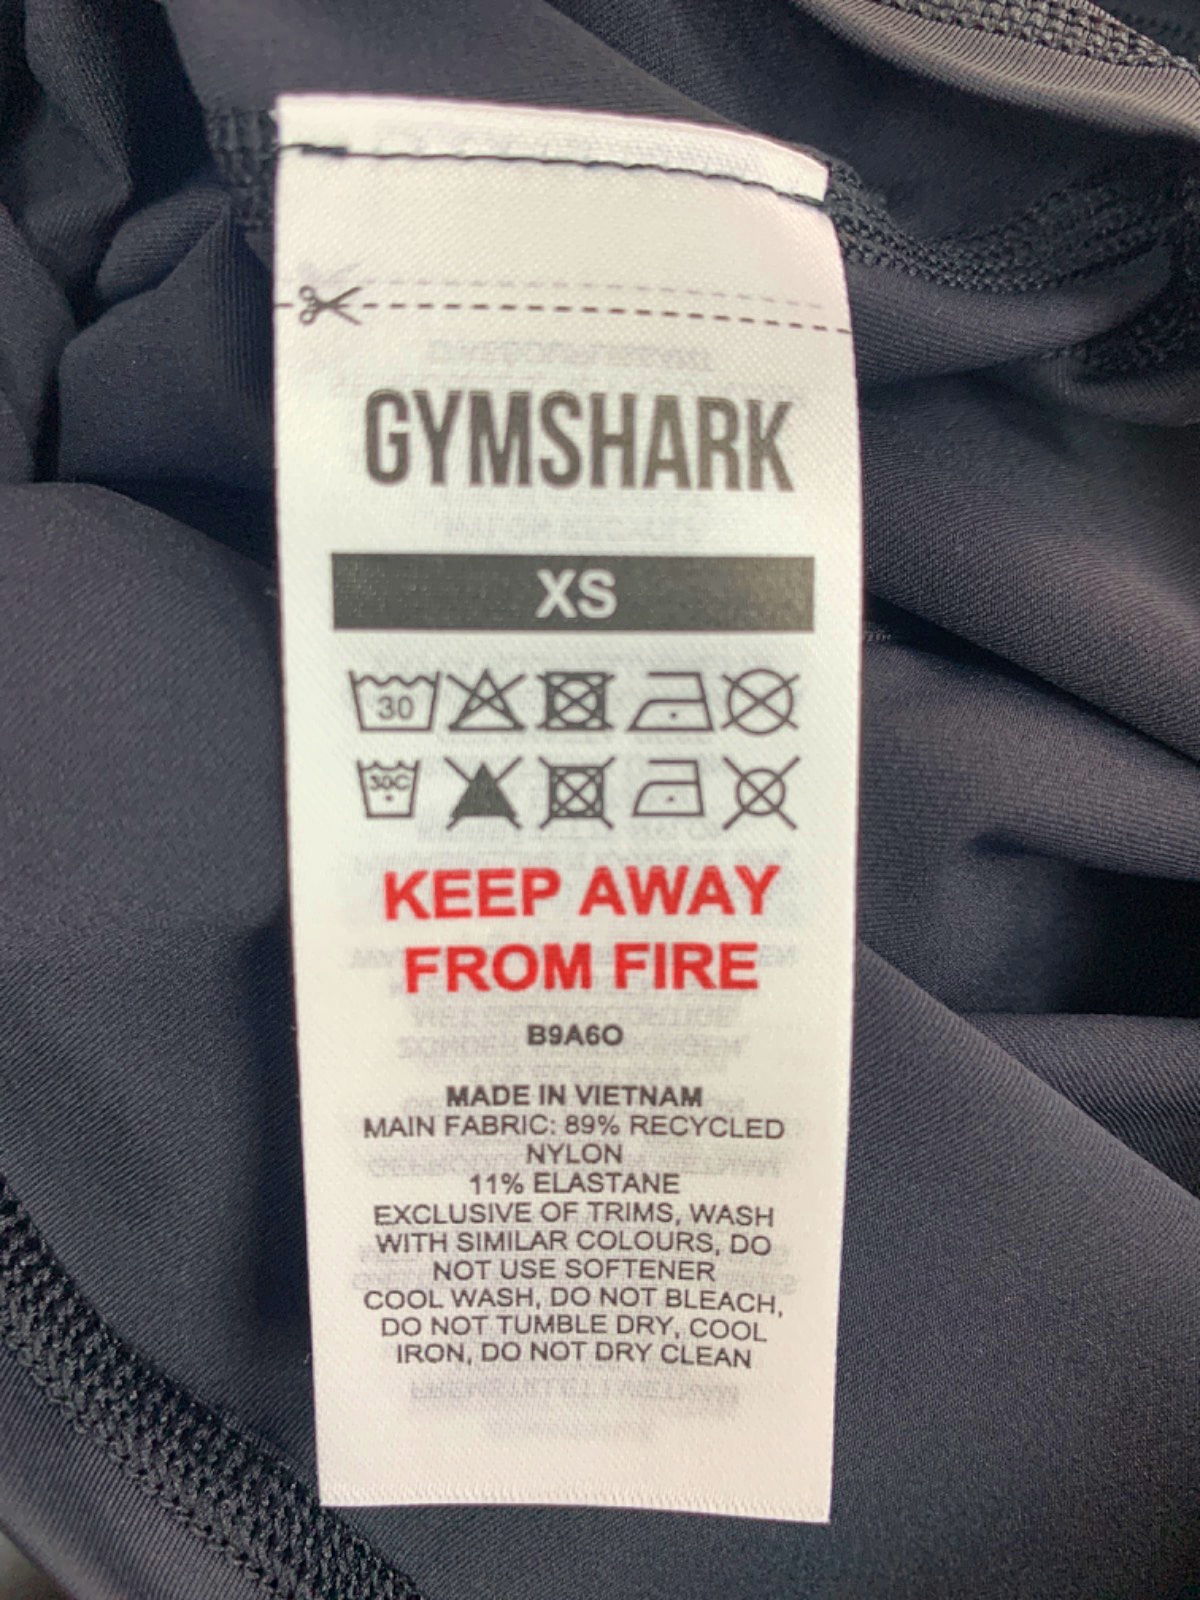 GYMSHARK
XS
30
30C
KEEP AWAY
FROM FIRE
B9A6O
MADE IN VIETNAM
MAIN FABRIC: 89% RECYCLED
NYLON
11% ELASTANE
EXCLUSIVE OF TRIMS, WASH
WITH SIMILAR COLOURS, DO
NOT USE SOFTENER
COOL WASH, DO NOT BLEACH,
DO NOT TUMBLE DRY, COOL
IRON, DO NOT DRY CLEAN